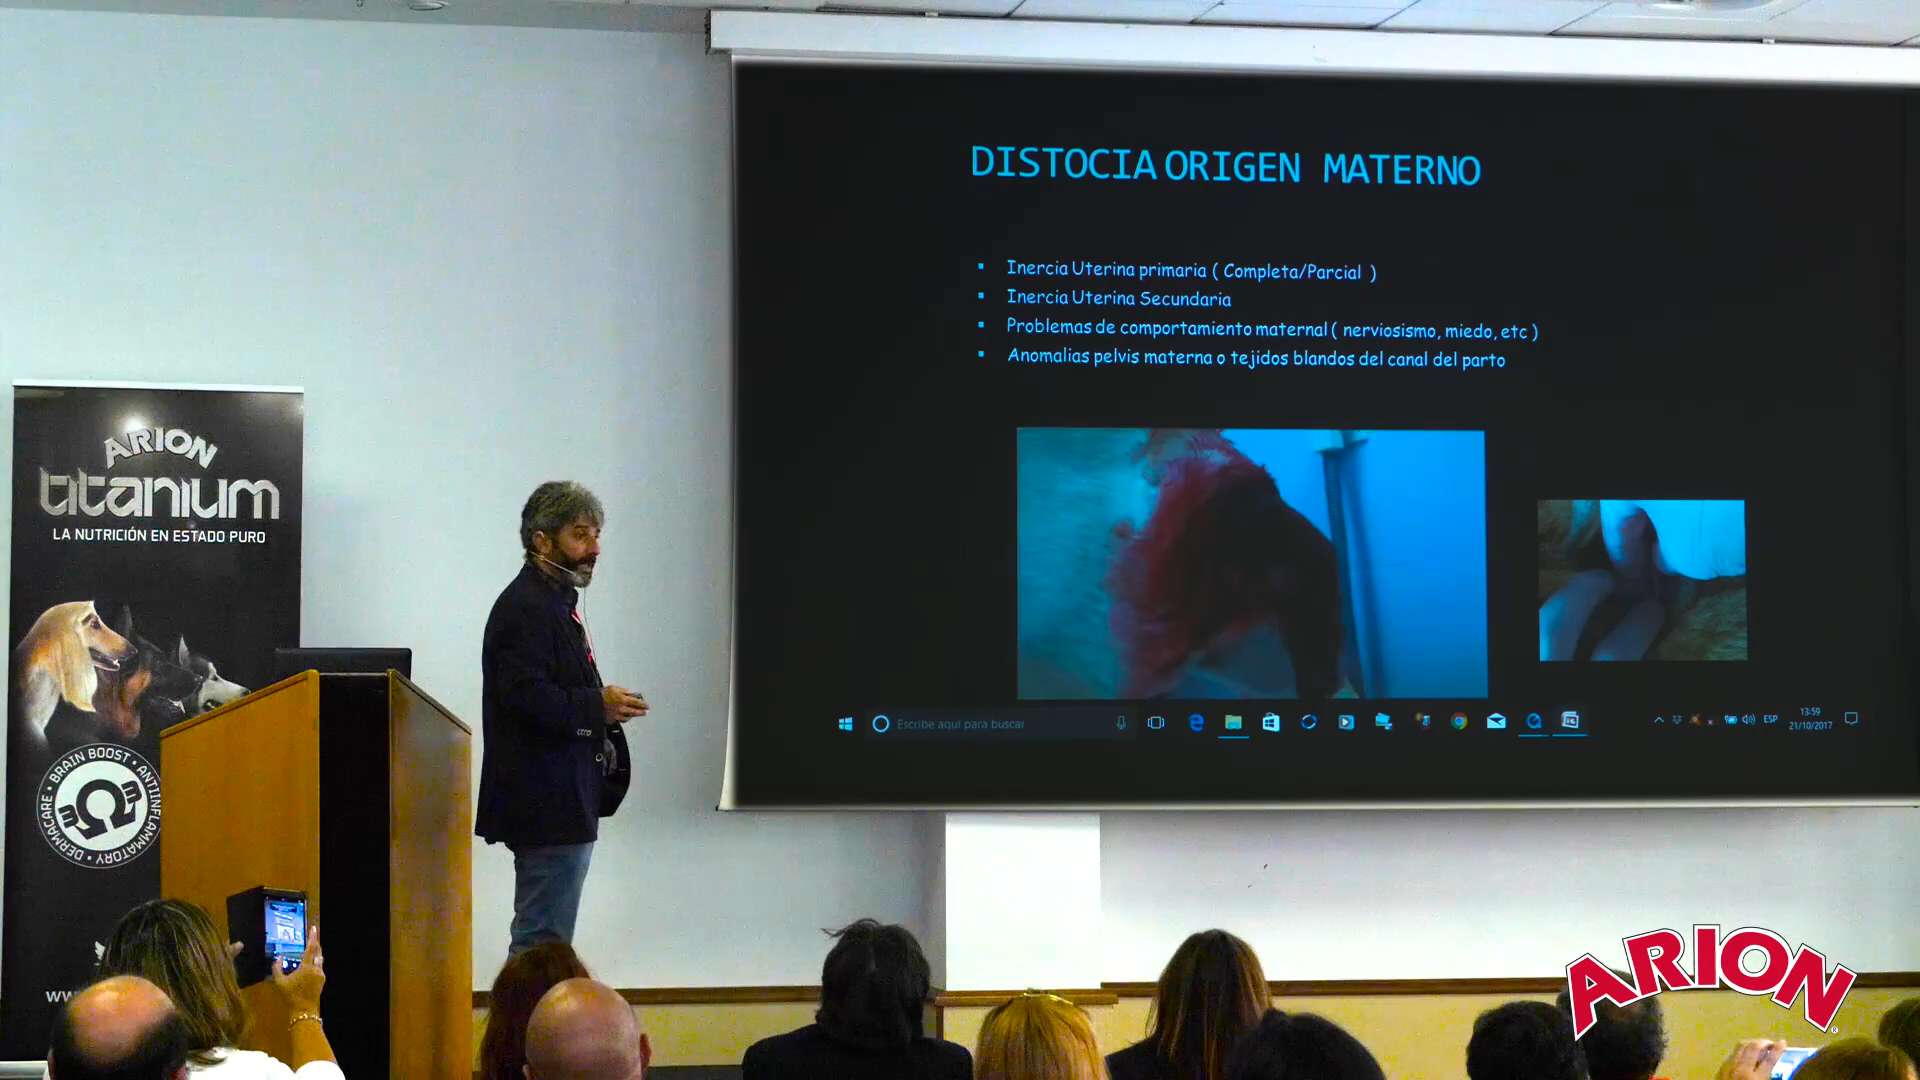 DISTOCIA ORIGEN MATERNO
▪ Inercia Uterina primaria ( Completa/Parcial )
▪ Inercia Uterina Secundaria
▪ Problemas de comportamiento maternal ( nerviosismo, miedo, etc )
▪ Anomalias pelvis materna o tejidos blandos del canal del parto
Escribe aquí para buscar
ESP
13:59
21/10/2017
ARION
titanium
LA NUTRICIÓN EN ESTADO PURO
BRAIN BOOST • ANTIINFLAMMATORY • DERMACARE •
3Ω3
ww
ARION
®